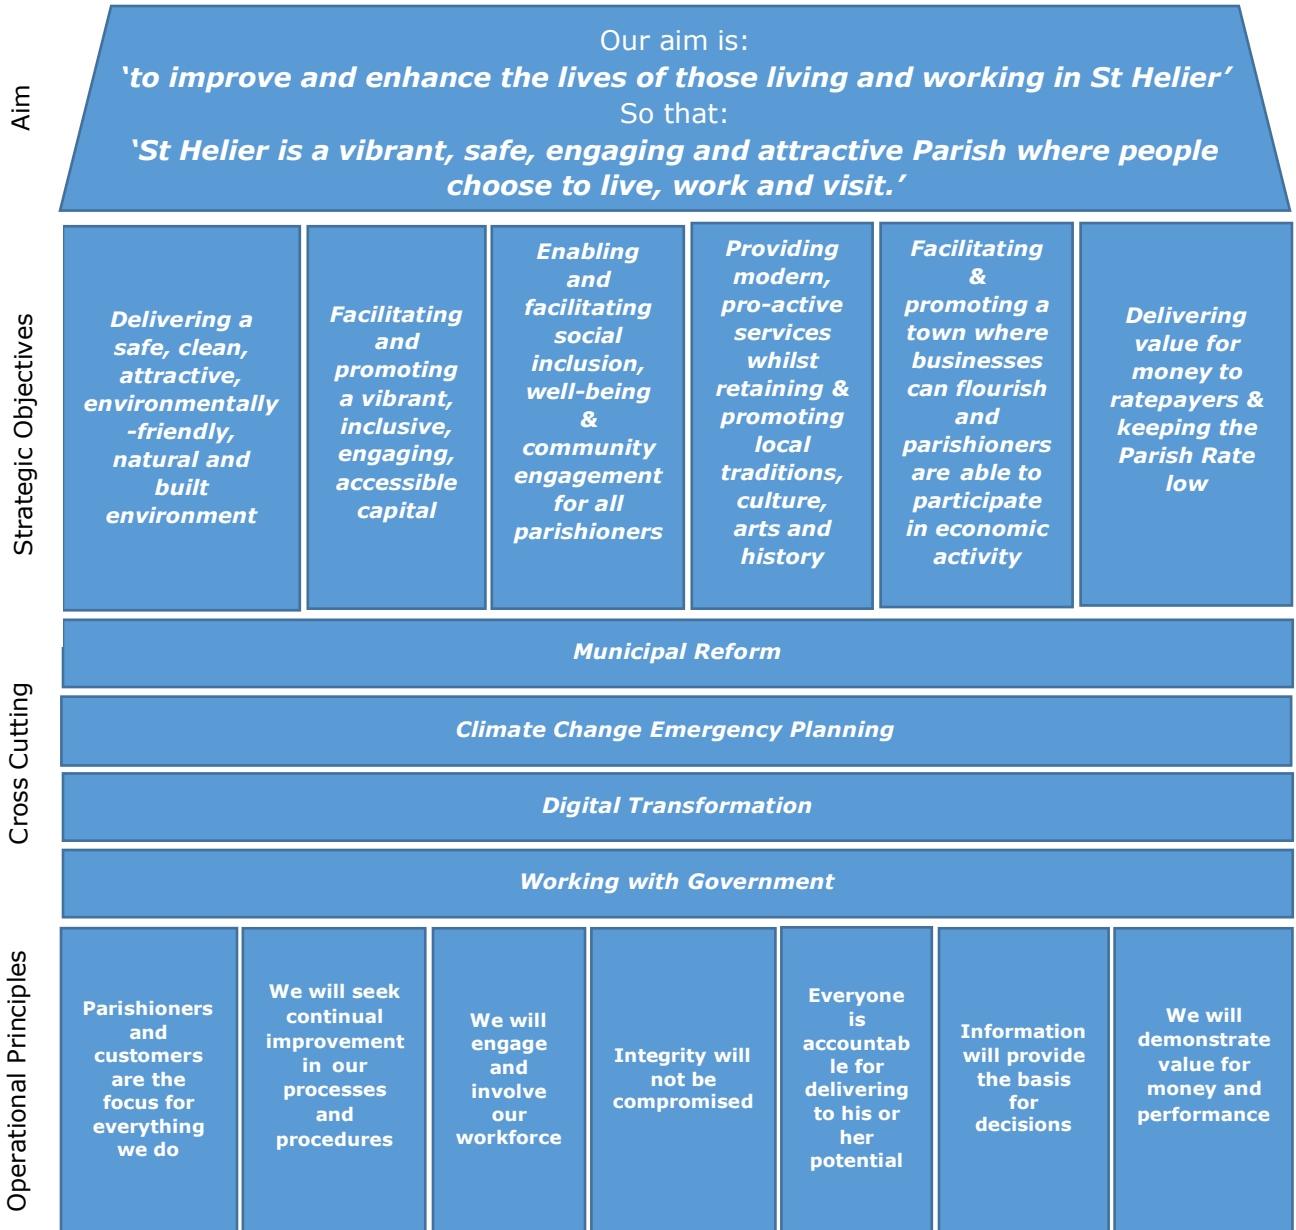 Aim
Our aim is:
‘to improve and enhance the lives of those living and working in St Helier’
So that:
‘St Helier is a vibrant, safe, engaging and attractive Parish where people
choose to live, work and visit.’
Strategic Objectives
Delivering a
safe, clean,
attractive,
environmentally
-friendly,
natural and
built
environment
Facilitating
and
promoting
a vibrant,
inclusive,
engaging,
accessible
capital
Enabling
and
facilitating
social
inclusion,
well-being
&
community
engagement
for all
parishioners
Providing
modern,
pro-active
services
whilst
retaining &
promoting
local
traditions,
culture,
arts and
history
Facilitating
&
promoting a
town where
businesses
can flourish
and
parishioners
are able to
participate
in economic
activity
Delivering
value for
money to
ratepayers &
keeping the
Parish Rate
low
Cross Cutting
Municipal Reform
Climate Change Emergency Planning
Digital Transformation
Working with Government
Operational Principles
Parishioners
and
customers
are the
focus for
everything
we do
We will seek
continual
improvement
in our
processes
and
procedures
We will
engage
and
involve
our
workforce
Integrity will
not be
compromised
Everyone
is
accountab
le for
delivering
to his or
her
potential
Information
will provide
the basis
for
decisions
We will
demonstrate
value for
money and
performance